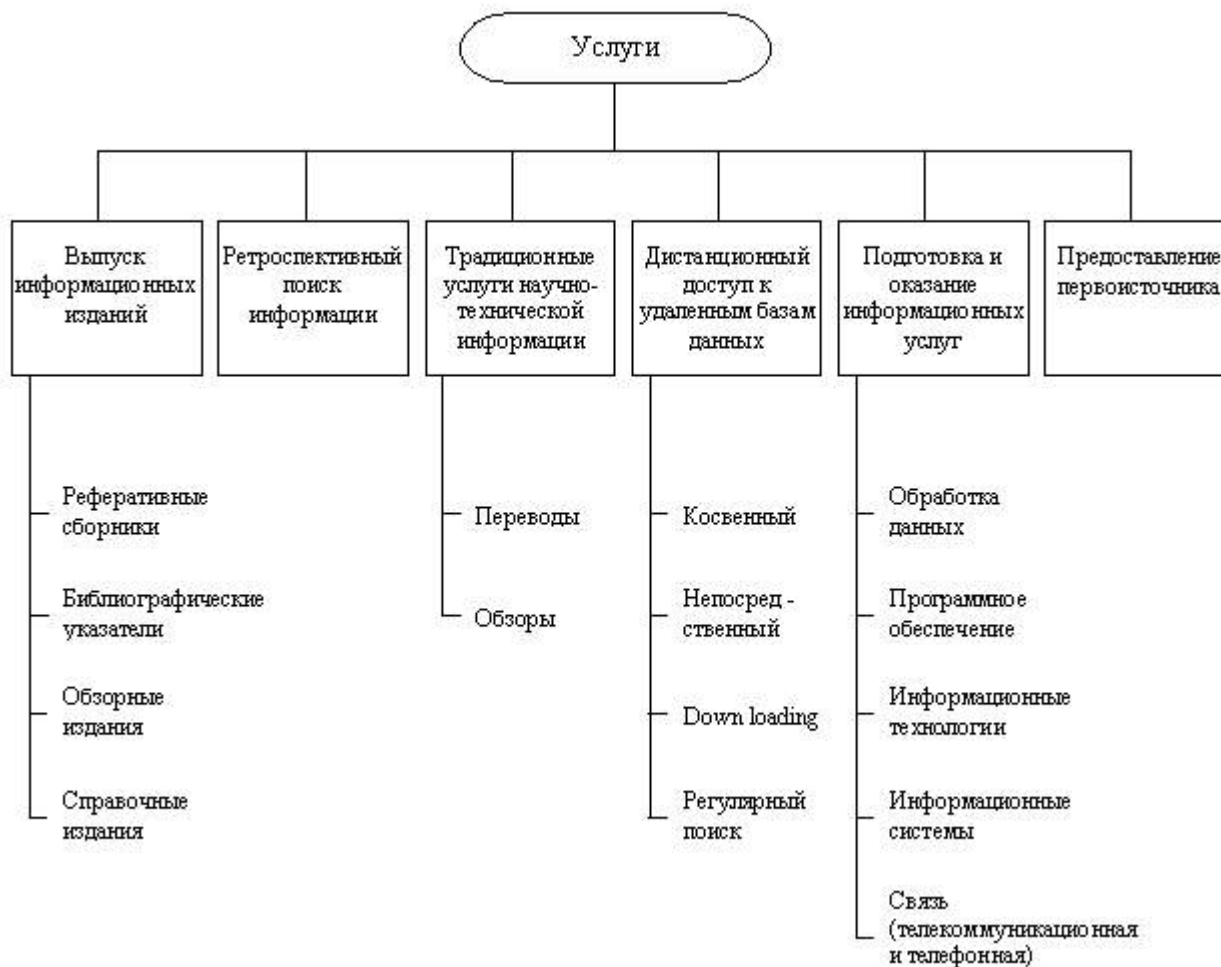 Услуги
Выпуск
информационных
изданий
Ретроспективный
поиск
информации
Традиционные
услуги научно-
технической
информации
Дистанционный
доступ к
удаленным базам
данных
Подготовка и
оказание
информационных
услуг
Предоставление
первоисточника
Реферативные
сборники
Библиографические
указатели
Обзорные
издания
Справочные
издания
Переводы
Обзоры
Косвенный
Непосред -
ственный
Down loading
Регулярный
поиск
Обработка
данных
Программное
обеспечение
Информационные
технологии
Информационные
системы
Связь
(телекоммуникационная
и телефонная)